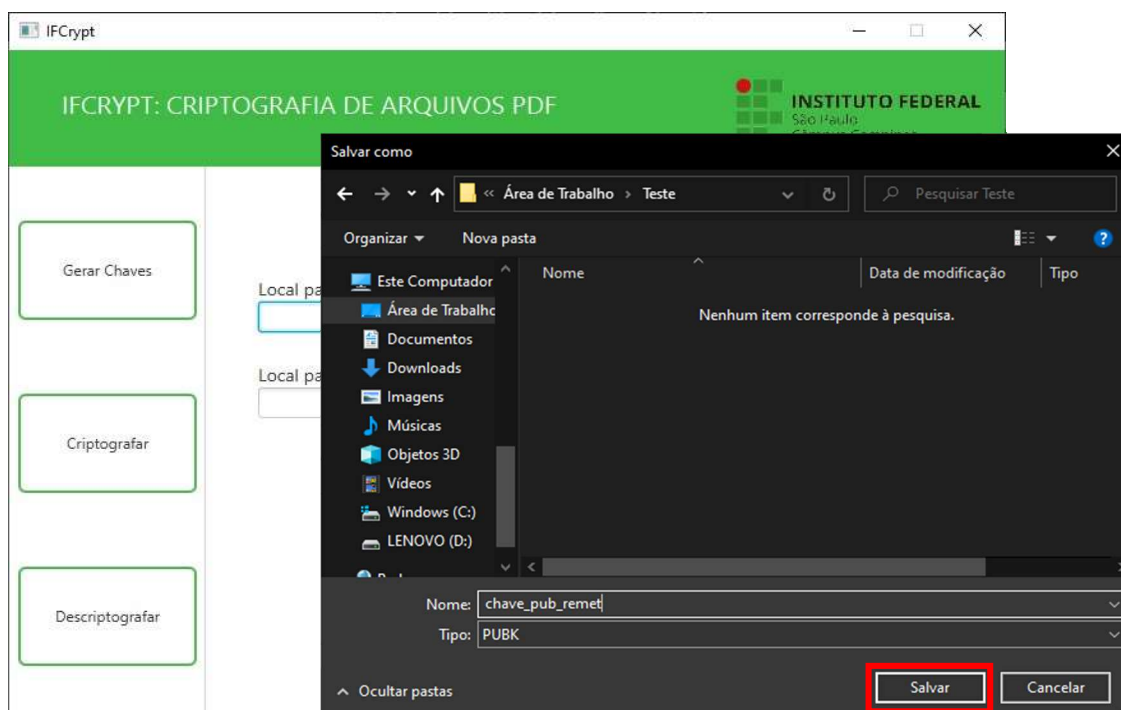 IFCrypt
IFCRYPT: CRIPTOGRAFIA DE ARQUIVOS PDF
INSTITUTO FEDERAL
São Paulo
Gerar Chaves
Criptografar
Descriptografar
Local pa
Local pa
Salvar como
« Área de Trabalho › Teste
Pesquisar Teste
Organizar
Nova pasta
Nome
Data de modificação
Tipo
Este Computador
Área de Trabalho
Documentos
Downloads
Imagens
Músicas
Objetos 3D
Vídeos
Windows (C:)
LENOVO (D:)
Nenhum item corresponde à pesquisa.
Nome: chave_pub_remet
Tipo: PUBK
Ocultar pastas
Salvar
Cancelar